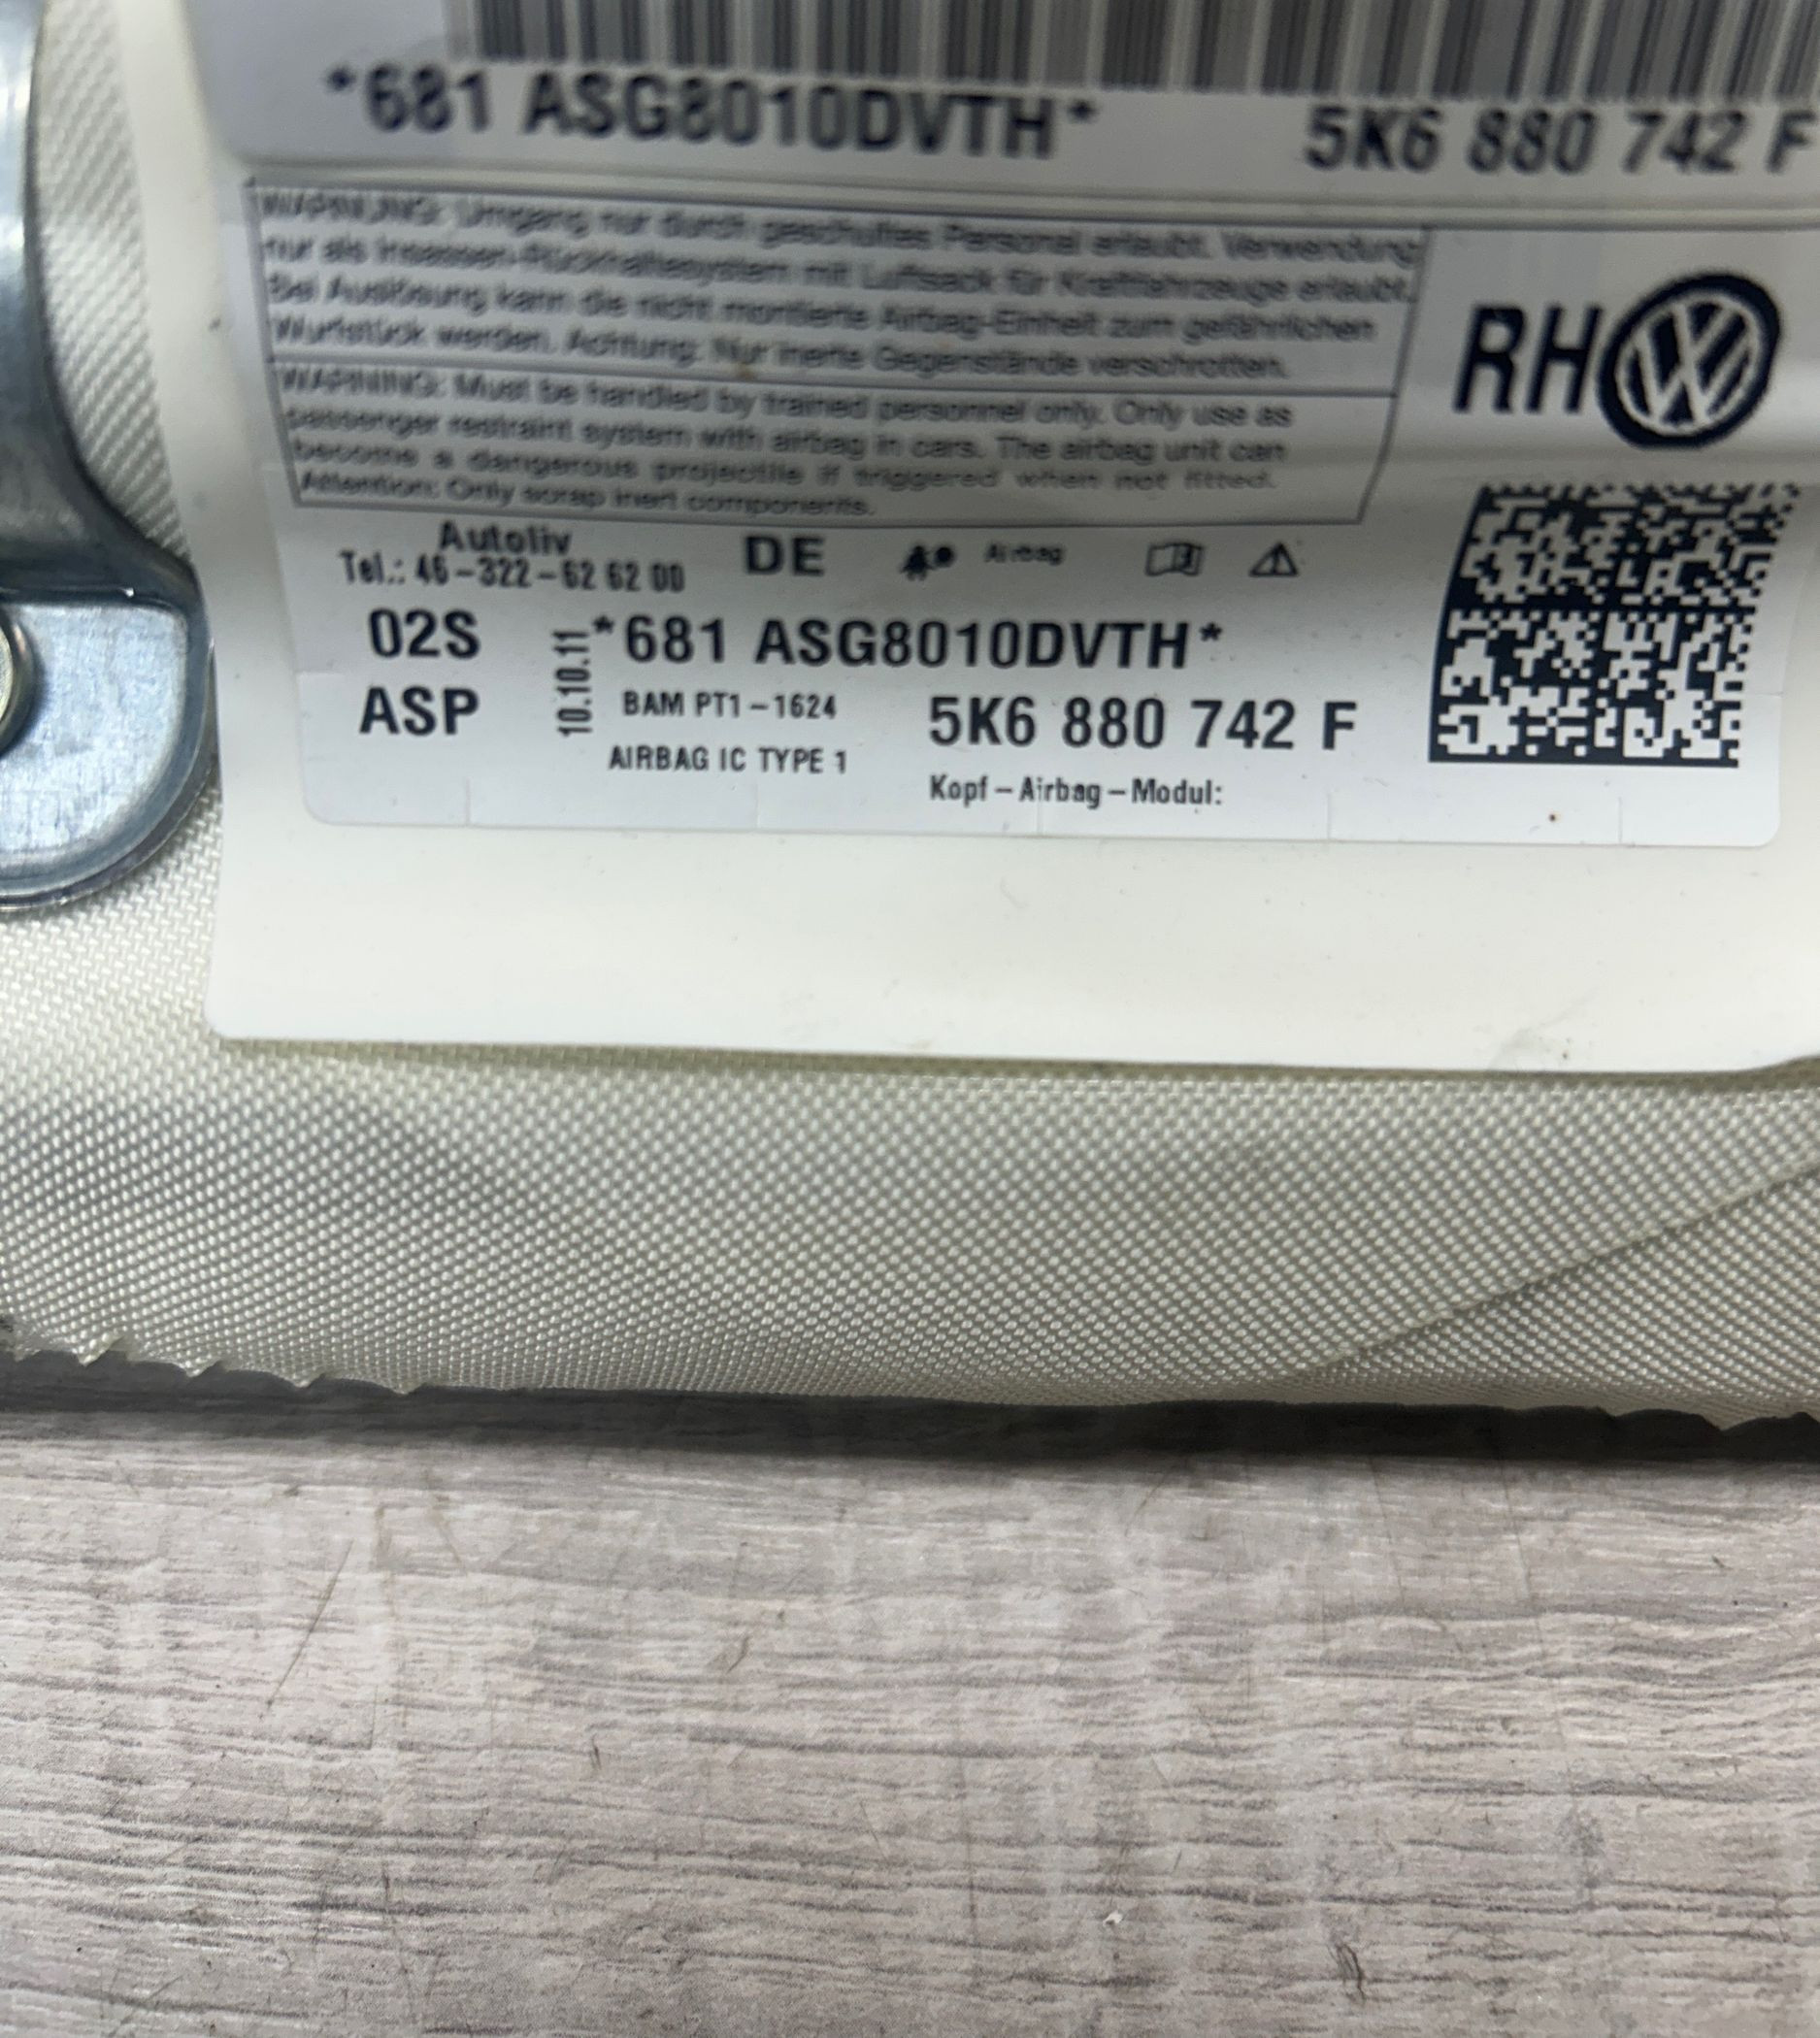 *681 ASG8010DVTH* 5K6 880 742 F
WARNUNG: Umgang nur durch geschultes Personal erlaubt. Verwendung
nur als Insassen-Rückhaltesystem mit Luftsack für Kraftfahrzeuge erlaubt.
Bei Auslösung kann die nicht montierte Airbag-Einheit zum gefährlichen
Wurfstück werden. Achtung: Nur inerte Gegenstände verschrotten.
WARNING: Must be handled by trained personnel only. Only use as
passenger restraint system with airbag in cars. The airbag unit can
become a dangerous projectile if triggered when not fitted.
Attention: Only scrap inert components.
RH
Autoliv
Tel.: 46-322-62 62 00
DE
Airbag
02S
ASP
10.10.11
*681 ASG8010DVTH*
BAM PT1-1624
AIRBAG IC TYPE 1
5K6 880 742 F
Kopf-Airbag-Modul: